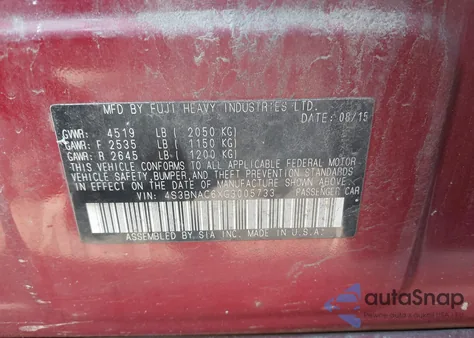 MFD BY FUJI HEAVY INDUSTRIES LTD.
DATE: 08/15
GVWR: 4519 LB ( 2050 KG)
GAWR: F 2535 LB ( 1150 KG)
GAWR: R 2645 LB ( 1200 KG)
THIS VEHICLE CONFORMS TO ALL APPLICABLE FEDERAL MOTOR
VEHICLE SAFETY, BUMPER, AND THEFT
PREVENTION STANDARDS IN EFFECT ON THE DATE OF
MANUFACTURE SHOWN ABOVE.
VIN: PASSENGER CAR
ASSEMBLED BY SIA INC. MADE IN U.S.A.
autoSnap